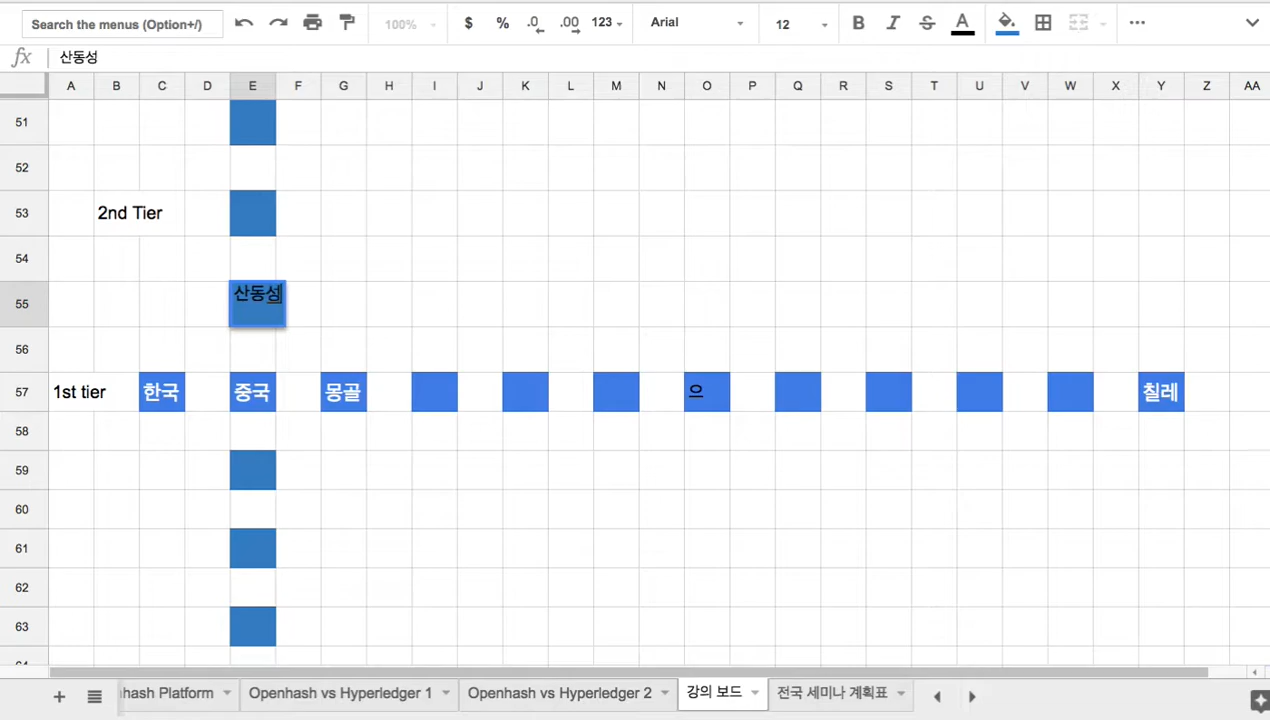 Search the menus (Option+/)
100%
$ % .0 .00 123
Arial
12
B I S A
fx 산동성
A B C D E F G H I J K L M N O P Q R S T U V W X Y Z AA
51
52
53 2nd Tier
54
55 산동성
56
57 1st tier 한국 중국 몽골 으 칠레
58
59
60
61
62
63
hash Platform Openhash vs Hyperledger 1 Openhash vs Hyperledger 2 강의 보드 전국 세미나 계획표